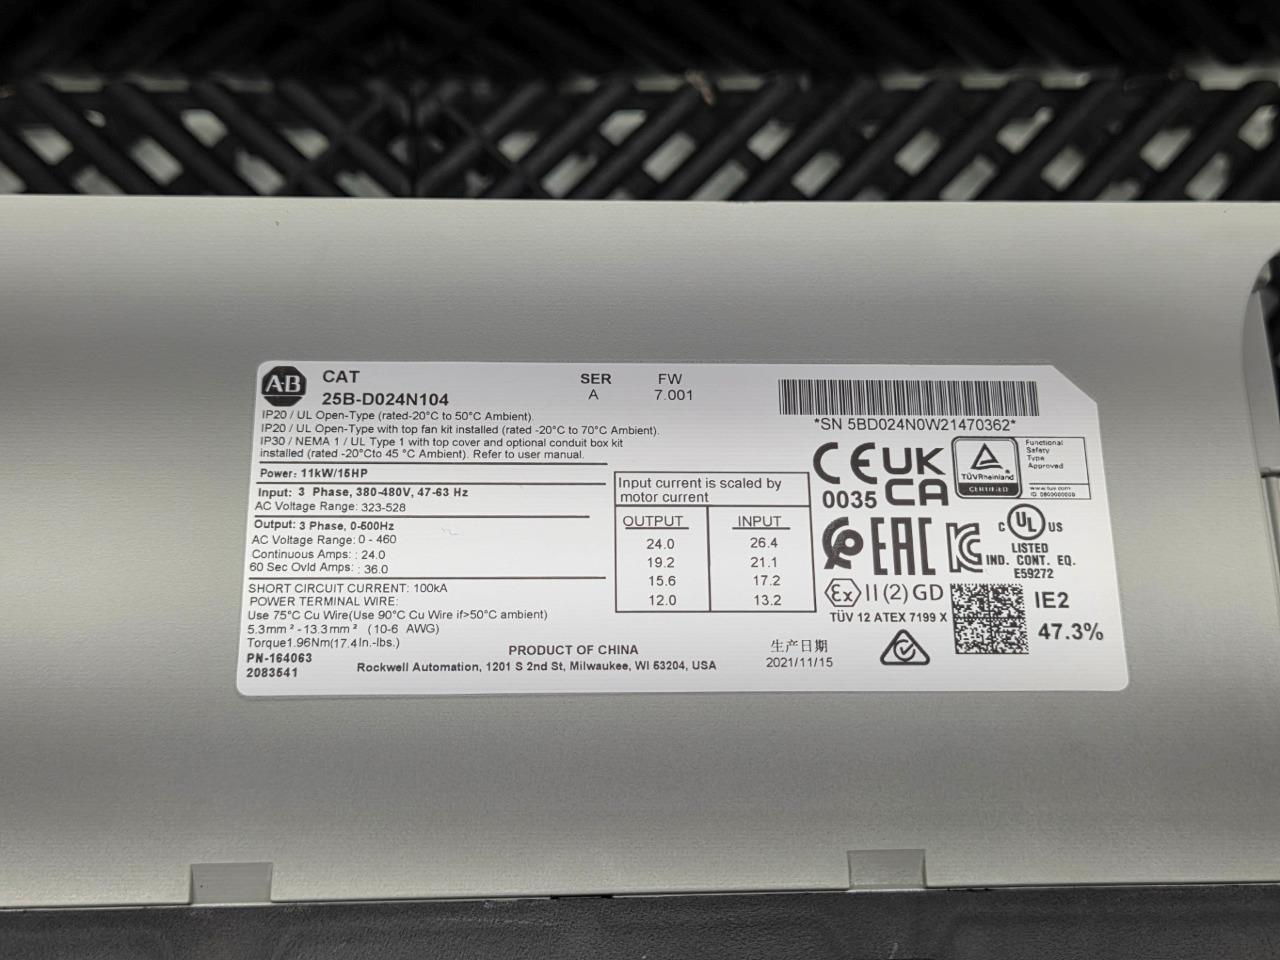 A-B
CAT
25B-D024N104
SER
A
FW
7.001
IP20 / UL Open-Type (rated-20°C to 50°C Ambient).
IP20 / UL Open-Type with top fan kit installed (rated -20°C to 70°C Ambient).
IP30 / NEMA 1 / UL Type 1 with top cover and optional conduit box kit
installed (rated -20°Cto 45 °C Ambient). Refer to user manual.
Power: 11kW/15HP
Input: 3 Phase, 380-480V, 47-63 Hz
AC Voltage Range: 323-528
Output: 3 Phase, 0-600Hz
AC Voltage Range: 0 - 460
Continuous Amps: : 24.0
60 Sec Ovld Amps: : 36.0
SHORT CIRCUIT CURRENT: 100kA
POWER TERMINAL WIRE:
Use 75°C Cu Wire(Use 90°C Cu Wire if>50°C ambient)
5.3mm² -13.3mm² (10-6 AWG)
Torque1.96Nm(17.4In.-lbs.)
PN-164063
2083541
Input current is scaled by
motor current
OUTPUT INPUT
24.0 26.4
19.2 21.1
15.6 17.2
12.0 13.2
PRODUCT OF CHINA
Rockwell Automation, 1201 S 2nd St, Milwaukee, WI 53204, USA
生产日期
2021/11/15
*SN 5BD024N0W21470362*
CE
0035
UK
CA
TÜVRheinland
CERTIFIED
Functional
Safety
Type
Approved
www.tuv.com
EAC
C UL US
LISTED
IND. CONT. EQ.
E59272
Ex II (2) GD
TÜV 12 ATEX 7199 X
IE2
47.3%